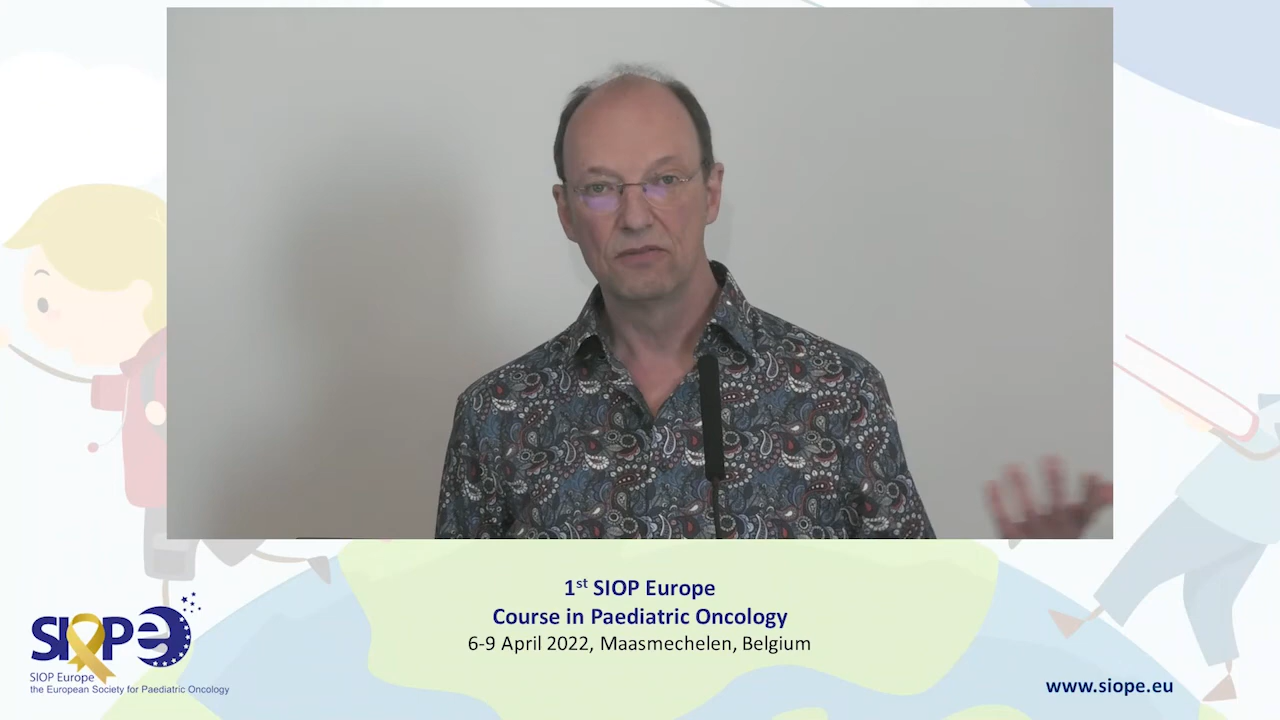 1st SIOP Europe
Course in Paediatric Oncology
6-9 April 2022, Maasmechelen, Belgium
SIOPe
SIOP Europe
the European Society for Paediatric Oncology
www.siope.eu